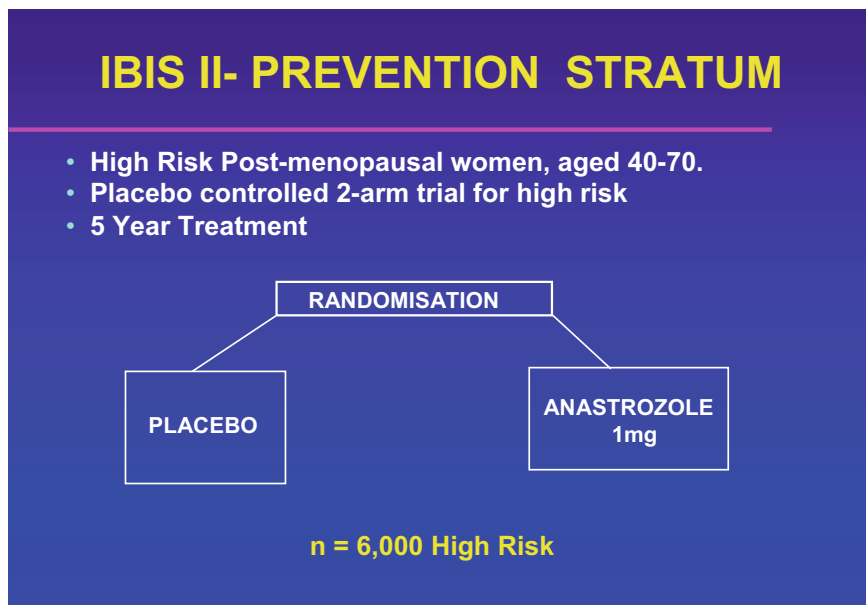 IBIS II- PREVENTION STRATUM
• High Risk Post-menopausal women, aged 40-70.
• Placebo controlled 2-arm trial for high risk
• 5 Year Treatment
RANDOMISATION
PLACEBO
ANASTROZOLE
1mg
n = 6,000 High Risk